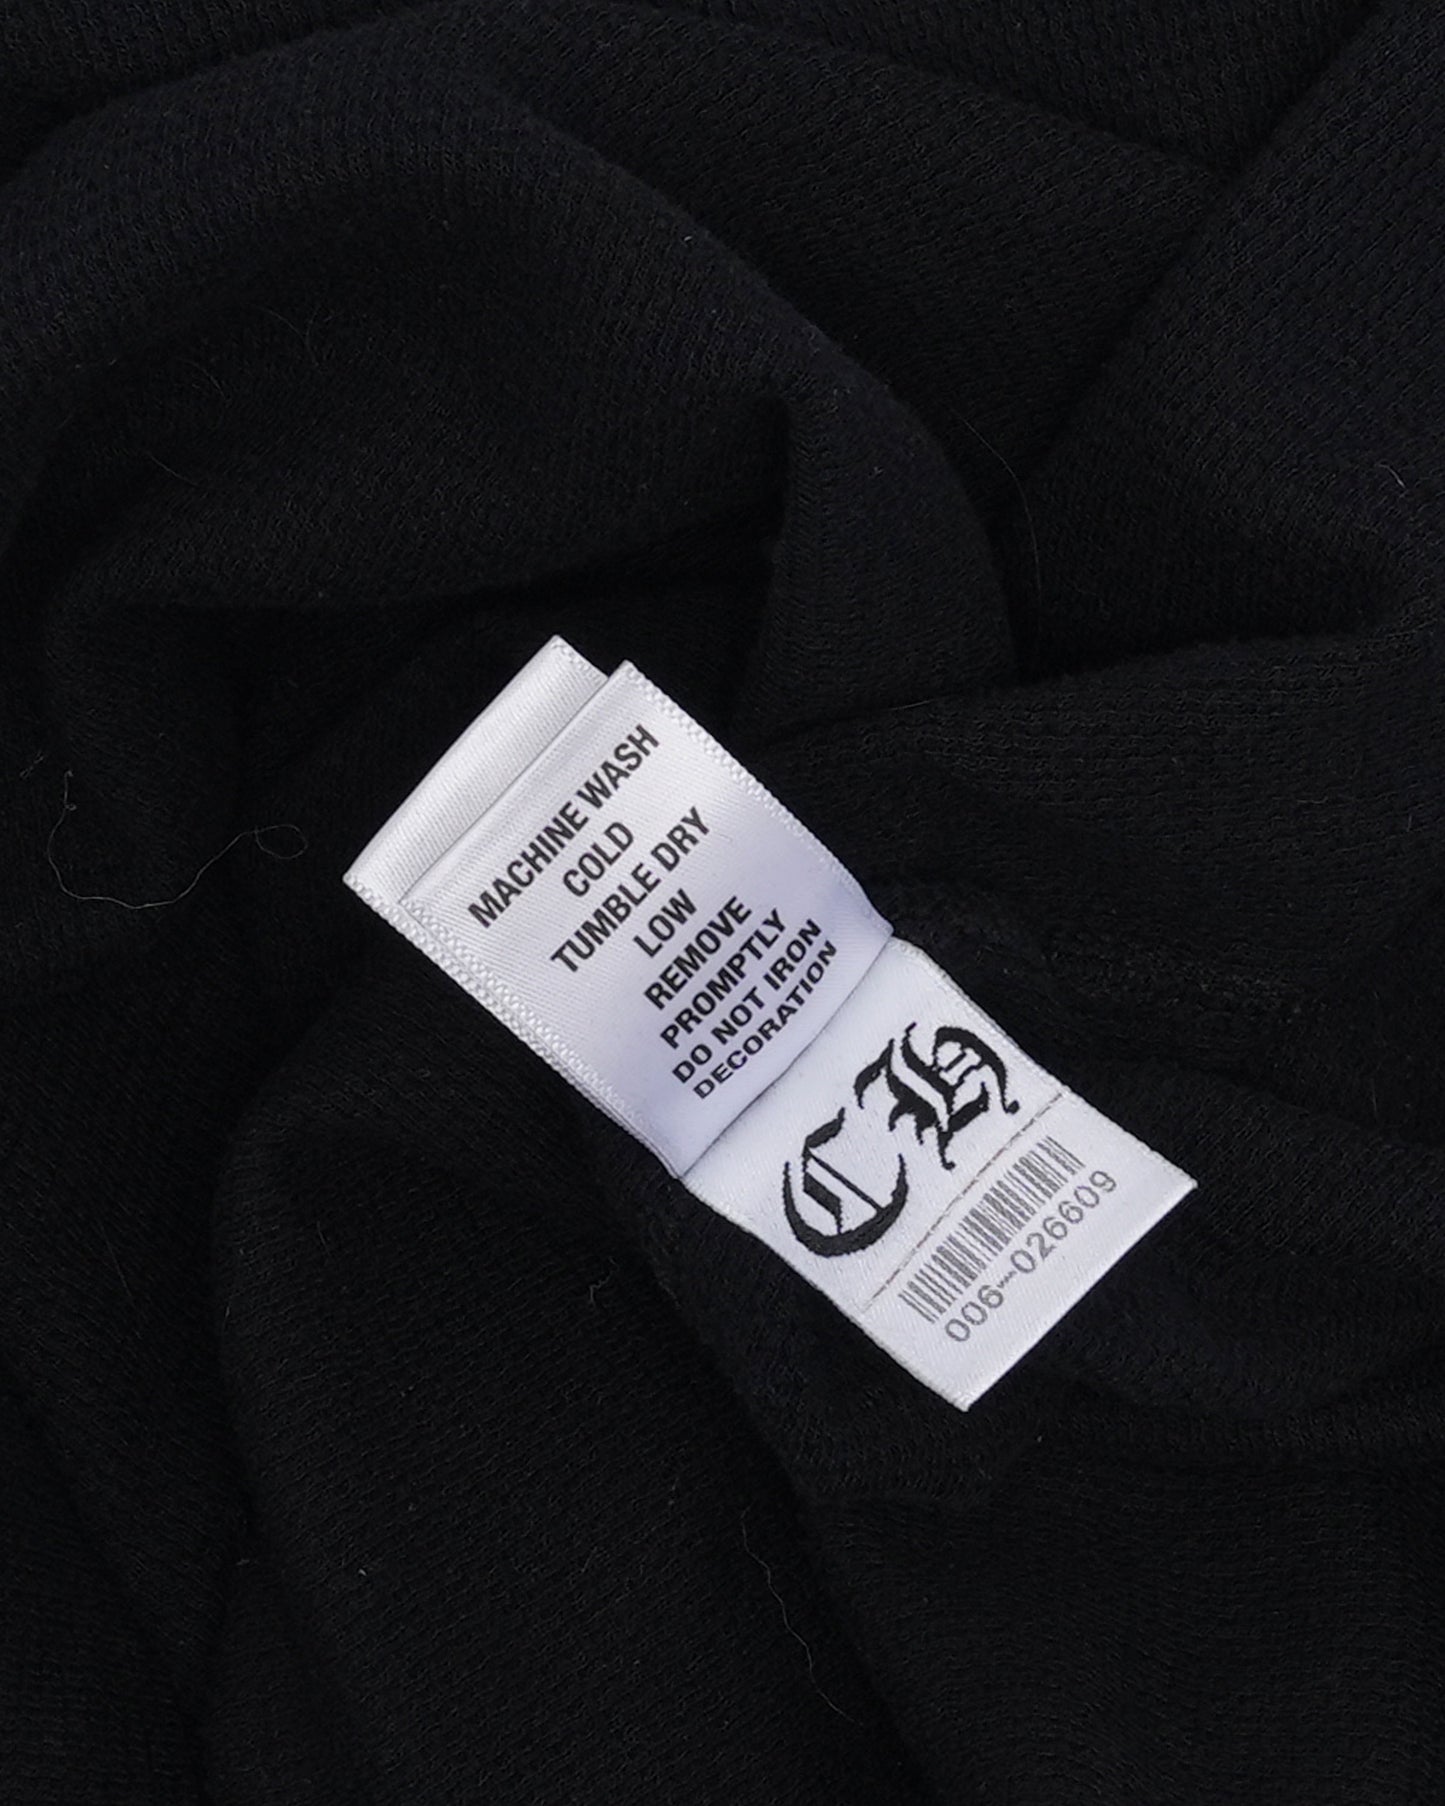 MACHINE WASH
COLD
TUMBLE DRY
LOW
REMOVE
PROMPTLY
DO NOT IRON
DECORATION
CH
006 026609